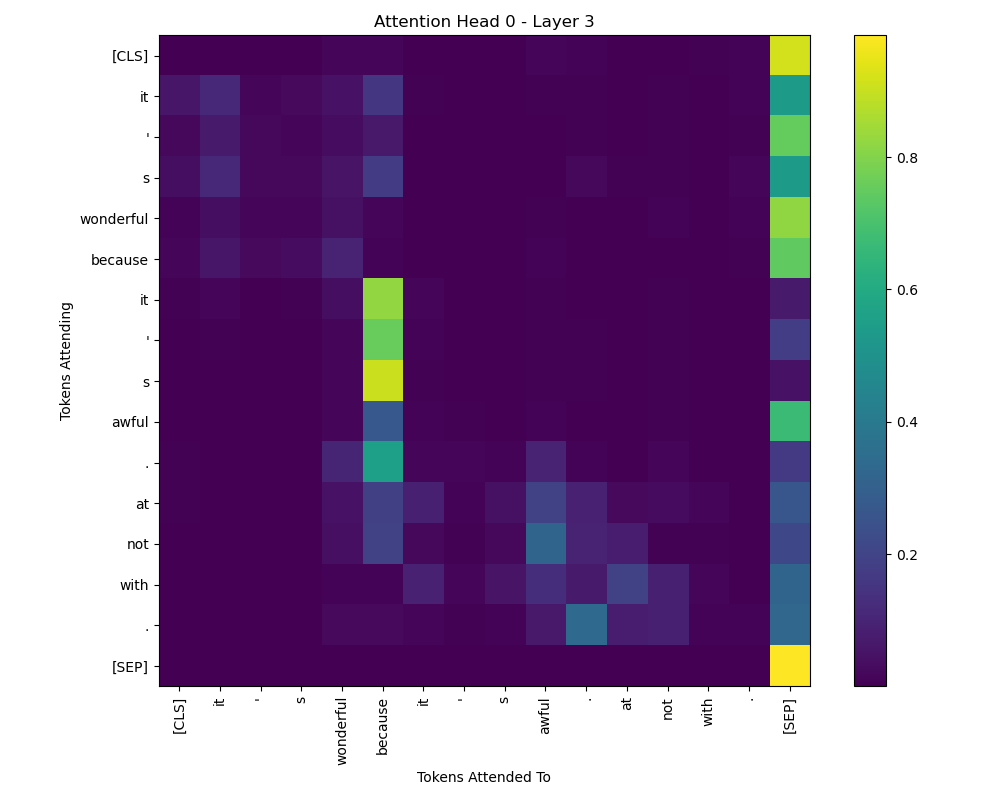 Attention Head 0 - Layer 3
[CLS]
it
'
s
wonderful
because
it
'
s
awful
.
at
not
with
.
[SEP]
Tokens Attending
[CLS]
it
'
s
wonderful
because
it
'
s
awful
.
at
not
with
.
[SEP]
Tokens Attended To
0.8
0.6
0.4
0.2